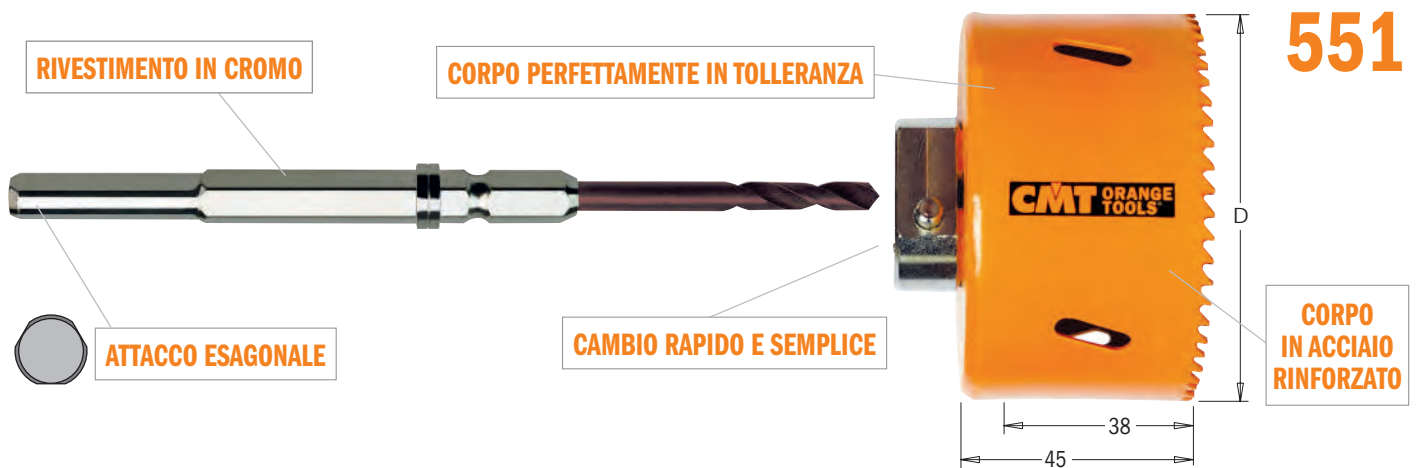 551
RIVESTIMENTO IN CROMO
CORPO PERFETTAMENTE IN TOLLERANZA
CMT ORANGE
TOOLS
D
ATTACCO ESAGONALE
CAMBIO RAPIDO E SEMPLICE
CORPO
IN ACCIAIO
RINFORZATO
38
45